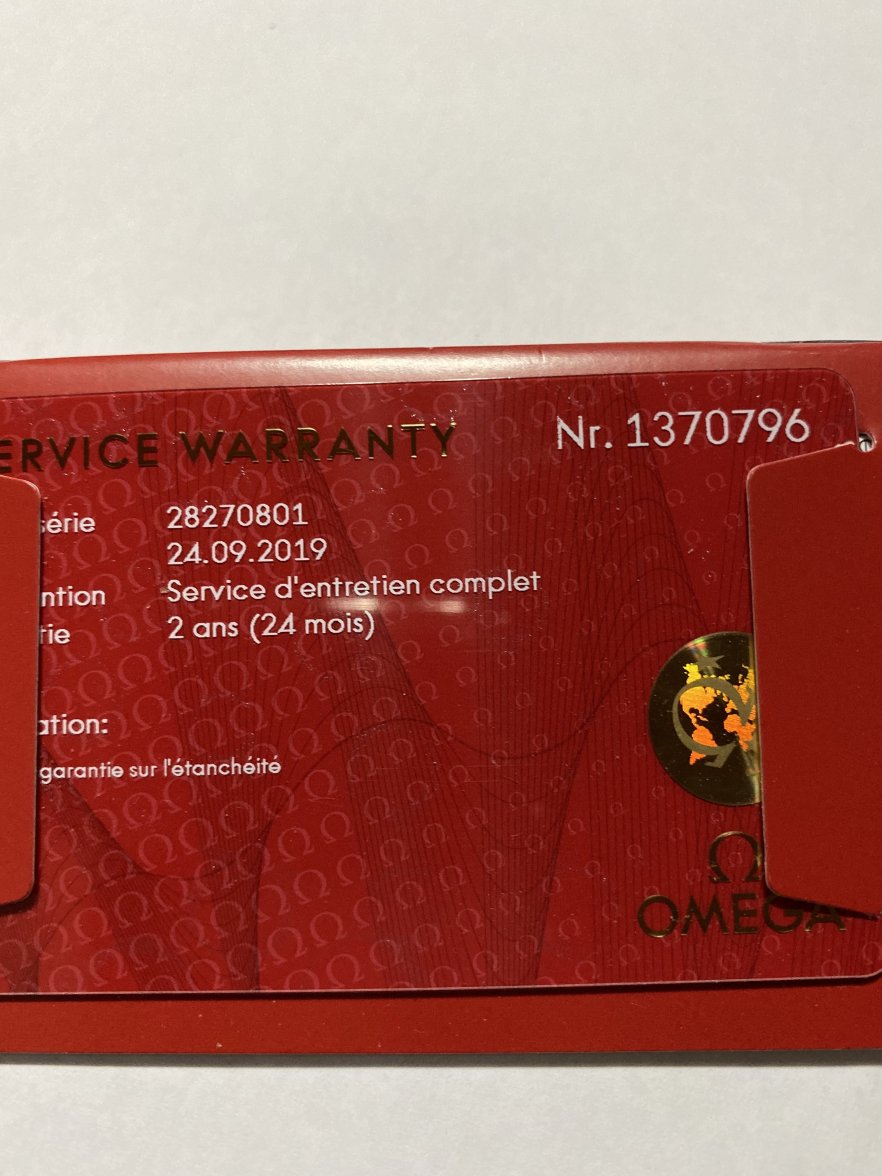 ERVICE WARRANTY
Nr. 1370796
série 28270801
24.09.2019
ntion Service d'entretien complet
tie 2 ans (24 mois)
ation:
garantie sur l'étanchéité
Ω
OMEGA